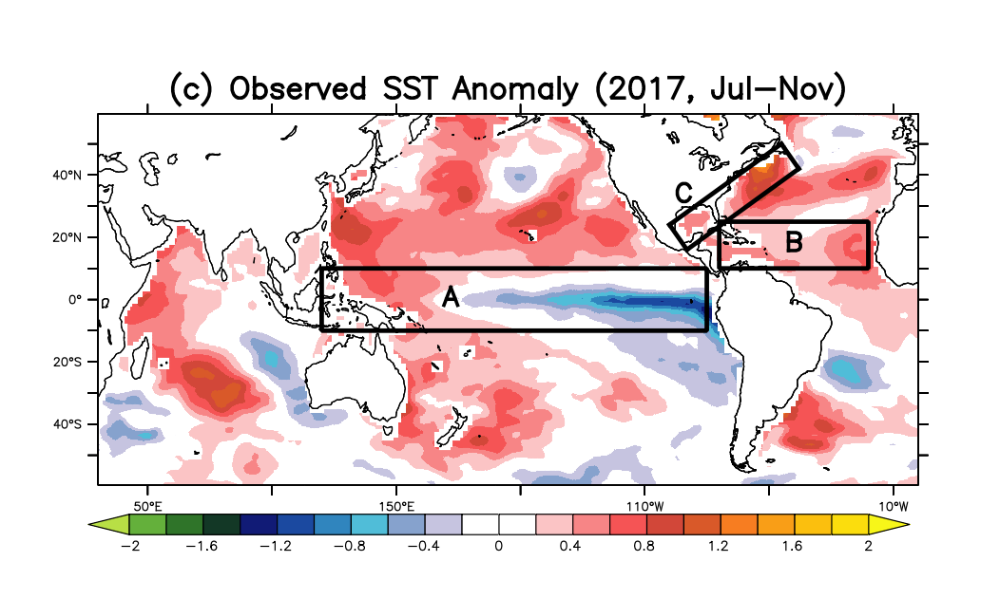 (c) Observed SST Anomaly (2017, Jul−Nov)
40°N
20°N
0°
20°S
40°S
A
B
C
50°E 150°E 110°W 10°W
−2 −1.6 −1.2 −0.8 −0.4 0 0.4 0.8 1.2 1.6 2